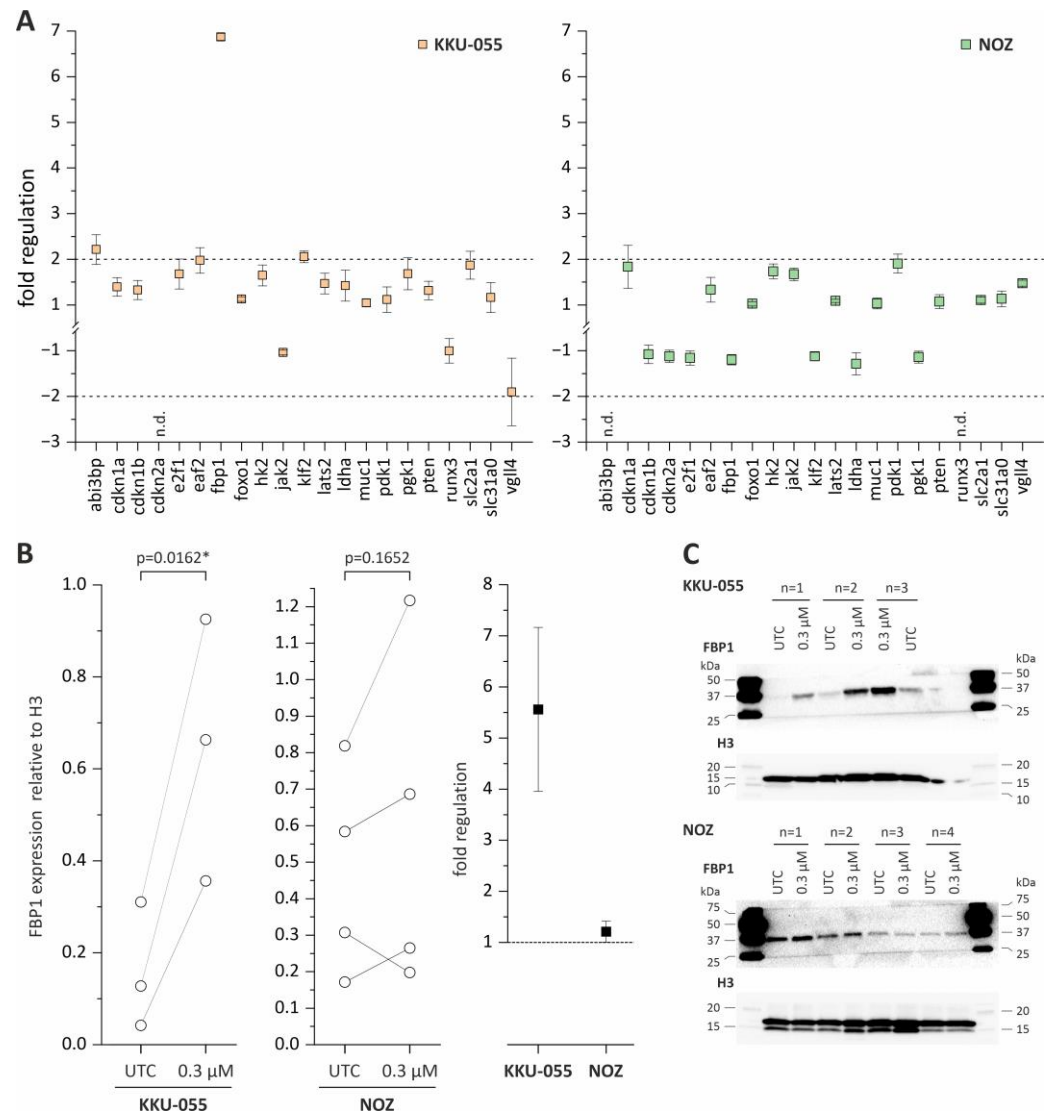 A
KKU-055
NOZ
fold regulation
7
6
5
4
3
2
1
−1
−2
−3
7
6
5
4
3
2
1
−1
−2
−3
n.d.
n.d.
n.d.
abi3bp
cdkn1a
cdkn1b
cdkn2a
e2f1
eaf2
fbp1
foxo1
hk2
jak2
klf2
lats2
ldha
muc1
pdk1
pgk1
pten
runx3
slc2a1
slc31a0
vgll4
abi3bp
cdkn1a
cdkn1b
cdkn2a
e2f1
eaf2
fbp1
foxo1
hk2
jak2
klf2
lats2
ldha
muc1
pdk1
pgk1
pten
runx3
slc2a1
slc31a0
vgll4
B
FBP1 expression relative to H3
p=0.0162*
1.0
0.8
0.6
0.4
0.2
0.0
UTC 0.3 µM
KKU-055
p=0.1652
1.2
1.1
1.0
0.9
0.8
0.7
0.6
0.5
0.4
0.3
0.2
0.1
0.0
UTC 0.3 µM
NOZ
fold regulation
8
7
6
5
4
3
2
1
KKU-055 NOZ
C
KKU-055
n=1 n=2 n=3
UTC 0.3 µM UTC 0.3 µM 0.3 µM UTC
FBP1
kDa kDa
50 50
37 37
25 25
H3
20 20
15 15
10 10
NOZ
n=1 n=2 n=3 n=4
UTC 0.3 µM UTC 0.3 µM UTC 0.3 µM UTC 0.3 µM
FBP1
kDa kDa
75 75
50 50
37 37
25 25
H3
20 20
15 15